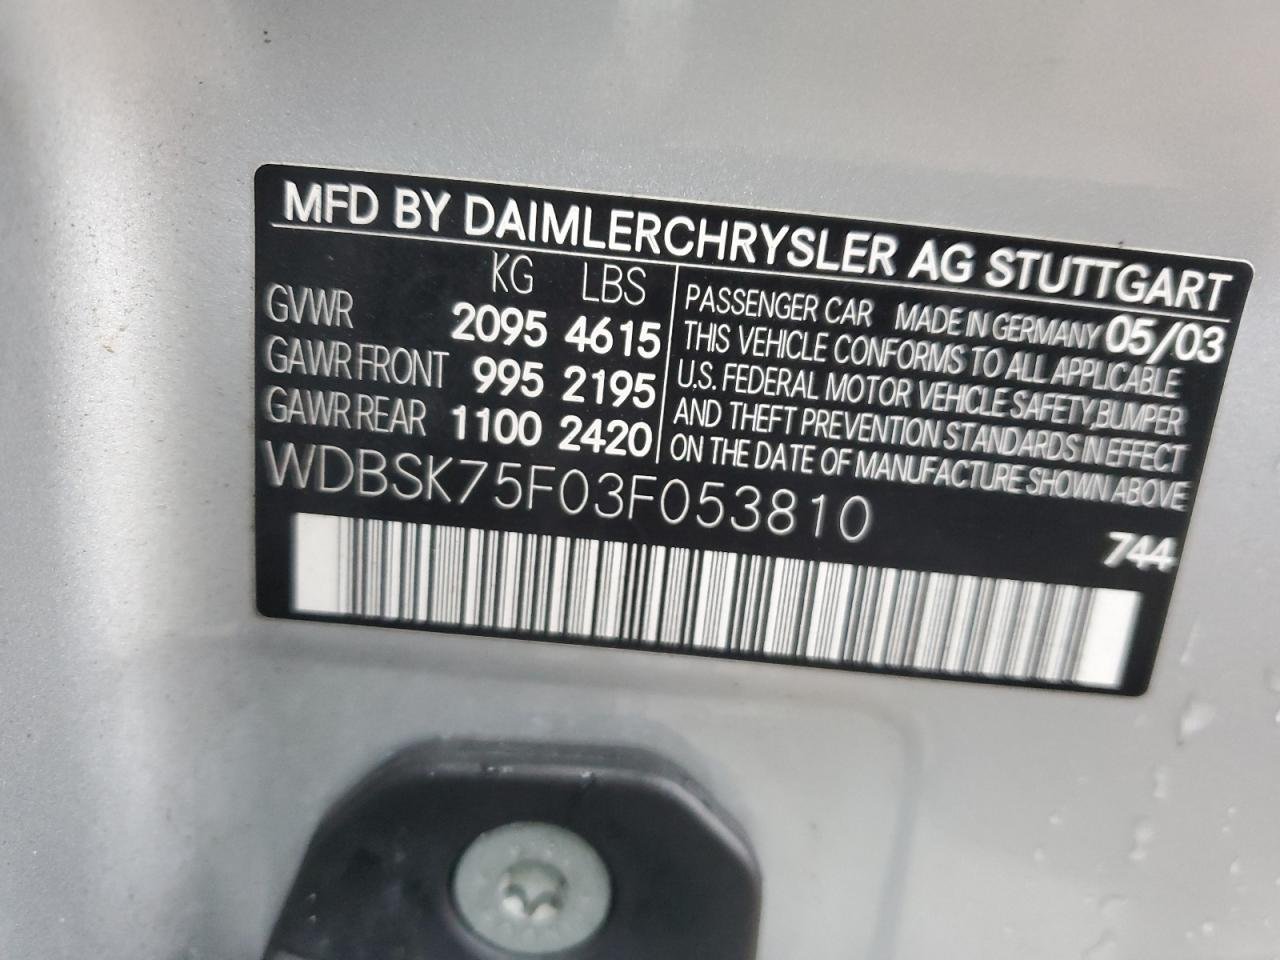 MFD BY DAIMLERCHRYSLER AG STUTTGART
KG LBS
GVWR 2095 4615
GAWR FRONT 995 2195
GAWR REAR 1100 2420
PASSENGER CAR MADE IN GERMANY 05/03
THIS VEHICLE CONFORMS TO ALL APPLICABLE
U.S. FEDERAL MOTOR VEHICLE SAFETY, BUMPER
AND THEFT PREVENTION STANDARDS IN EFFECT
ON THE DATE OF MANUFACTURE SHOWN ABOVE
WDBSK75F03F053810
744